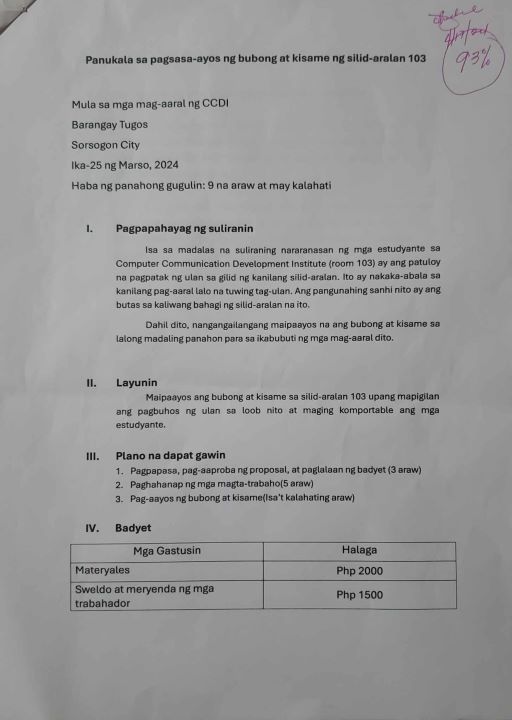 93%
Panukala sa pagsasa-ayos ng bubong at kisame ng silid-aralan 103
Mula sa mga mag-aaral ng CCDI
Barangay Tugos
Sorsogon City
Ika-25 ng Marso, 2024
Haba ng panahong gugulin: 9 na araw at may kalahati
I. Pagpapahayag ng suliranin
Isa sa madalas na suliraning nararanasan ng mga estudyante sa
Computer Communication Development Institute (room 103) ay ang patuloy
na pagpatak ng ulan sa gilid ng kanilang silid-aralan. Ito ay nakaka-abala sa
kanilang pag-aaral lalo na tuwing tag-ulan. Ang pangunahing sanhi nito ay ang
butas sa kaliwang bahagi ng silid-aralan na ito.
Dahil dito, nangangailangang maipaayos na ang bubong at kisame sa
lalong madaling panahon para sa ikabubuti ng mga mag-aaral dito.
II. Layunin
Maipaayos ang bubong at kisame sa silid-aralan 103 upang mapigilan
ang pagbuhos ng ulan sa loob nito at maging komportable ang mga
estudyante.
III. Plano na dapat gawin
1. Pagpapasa, pag-aaproba ng proposal, at paglalaan ng badyet (3 araw)
2. Paghahanap ng mga magta-trabaho(5 araw)
3. Pag-aayos ng bubong at kisame(Isa't kalahating araw)
IV. Badyet
Mga Gastusin Halaga
Materyales Php 2000
Sweldo at meryenda ng mga
trabahador Php 1500